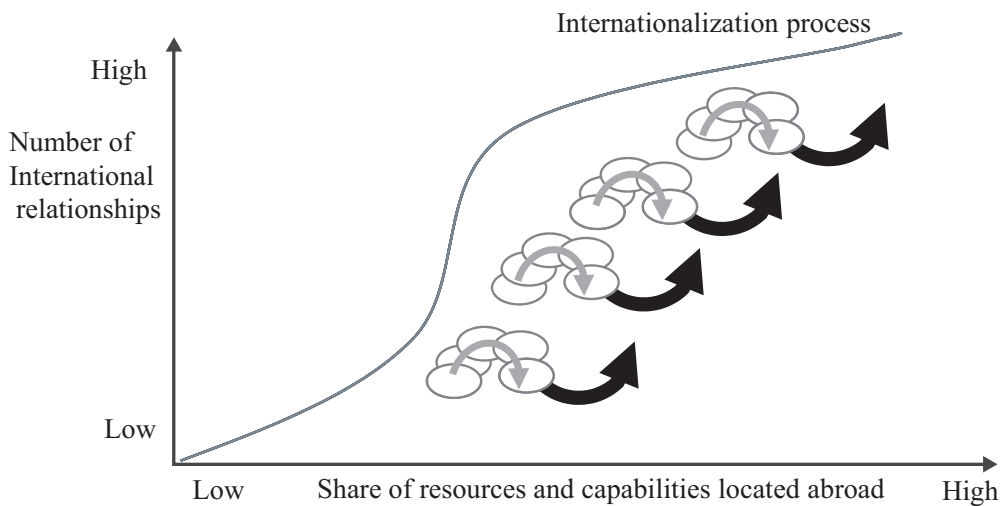 Internationalization process
High
Number of
International
relationships
Low
Low
Share of resources and capabilities located abroad
High